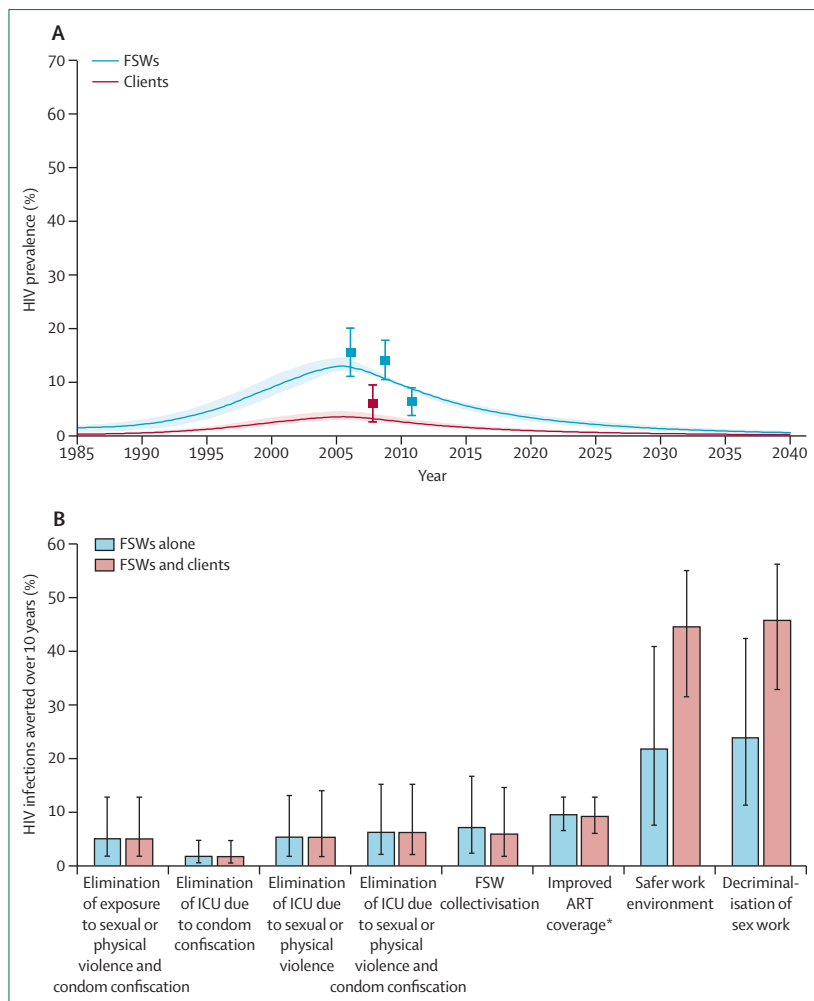 A
70
60
50
40
30
20
10
0
HIV prevalence (%)
FSWs
Clients
1985 1990 1995 2000 2005 2010 2015 2020 2025 2030 2035 2040
Year
B
60
50
40
30
20
10
0
HIV infections averted over 10 years (%)
FSWs alone
FSWs and clients
Elimination
of exposure
to sexual or
physical
violence and
condom confiscation
Elimination
of ICU due
to condom
confiscation
Elimination
of ICU due to
sexual or
physical
violence
Elimination
of ICU due to
sexual or
physical
violence and
condom confiscation
FSW
collectivisation
Improved
ART
coverage*
Safer work
environment
Decriminal-
isation of
sex work